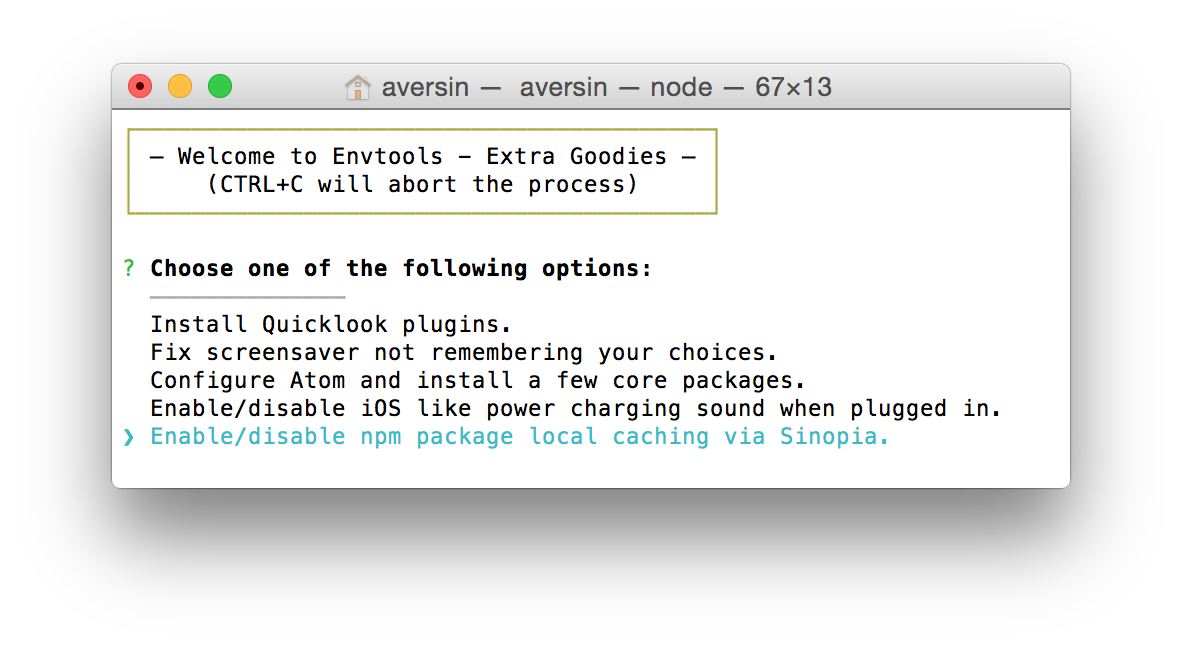 aversin — aversin — node — 67×13
— Welcome to Envtools - Extra Goodies —
(CTRL+C will abort the process)
? Choose one of the following options:
Install Quicklook plugins.
Fix screensaver not remembering your choices.
Configure Atom and install a few core packages.
Enable/disable iOS like power charging sound when plugged in.
❯ Enable/disable npm package local caching via Sinopia.